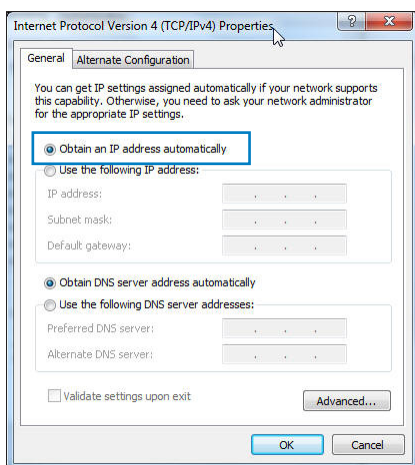 Internet Protocol Version 4 (TCP/IPv4) Properties
General
Alternate Configuration
You can get IP settings assigned automatically if your network supports
this capability. Otherwise, you need to ask your network administrator
for the appropriate IP settings.
Obtain an IP address automatically
Use the following IP address:
IP address:
Subnet mask:
Default gateway:
Obtain DNS server address automatically
Use the following DNS server addresses:
Preferred DNS server:
Alternate DNS server:
Validate settings upon exit
Advanced...
OK
Cancel